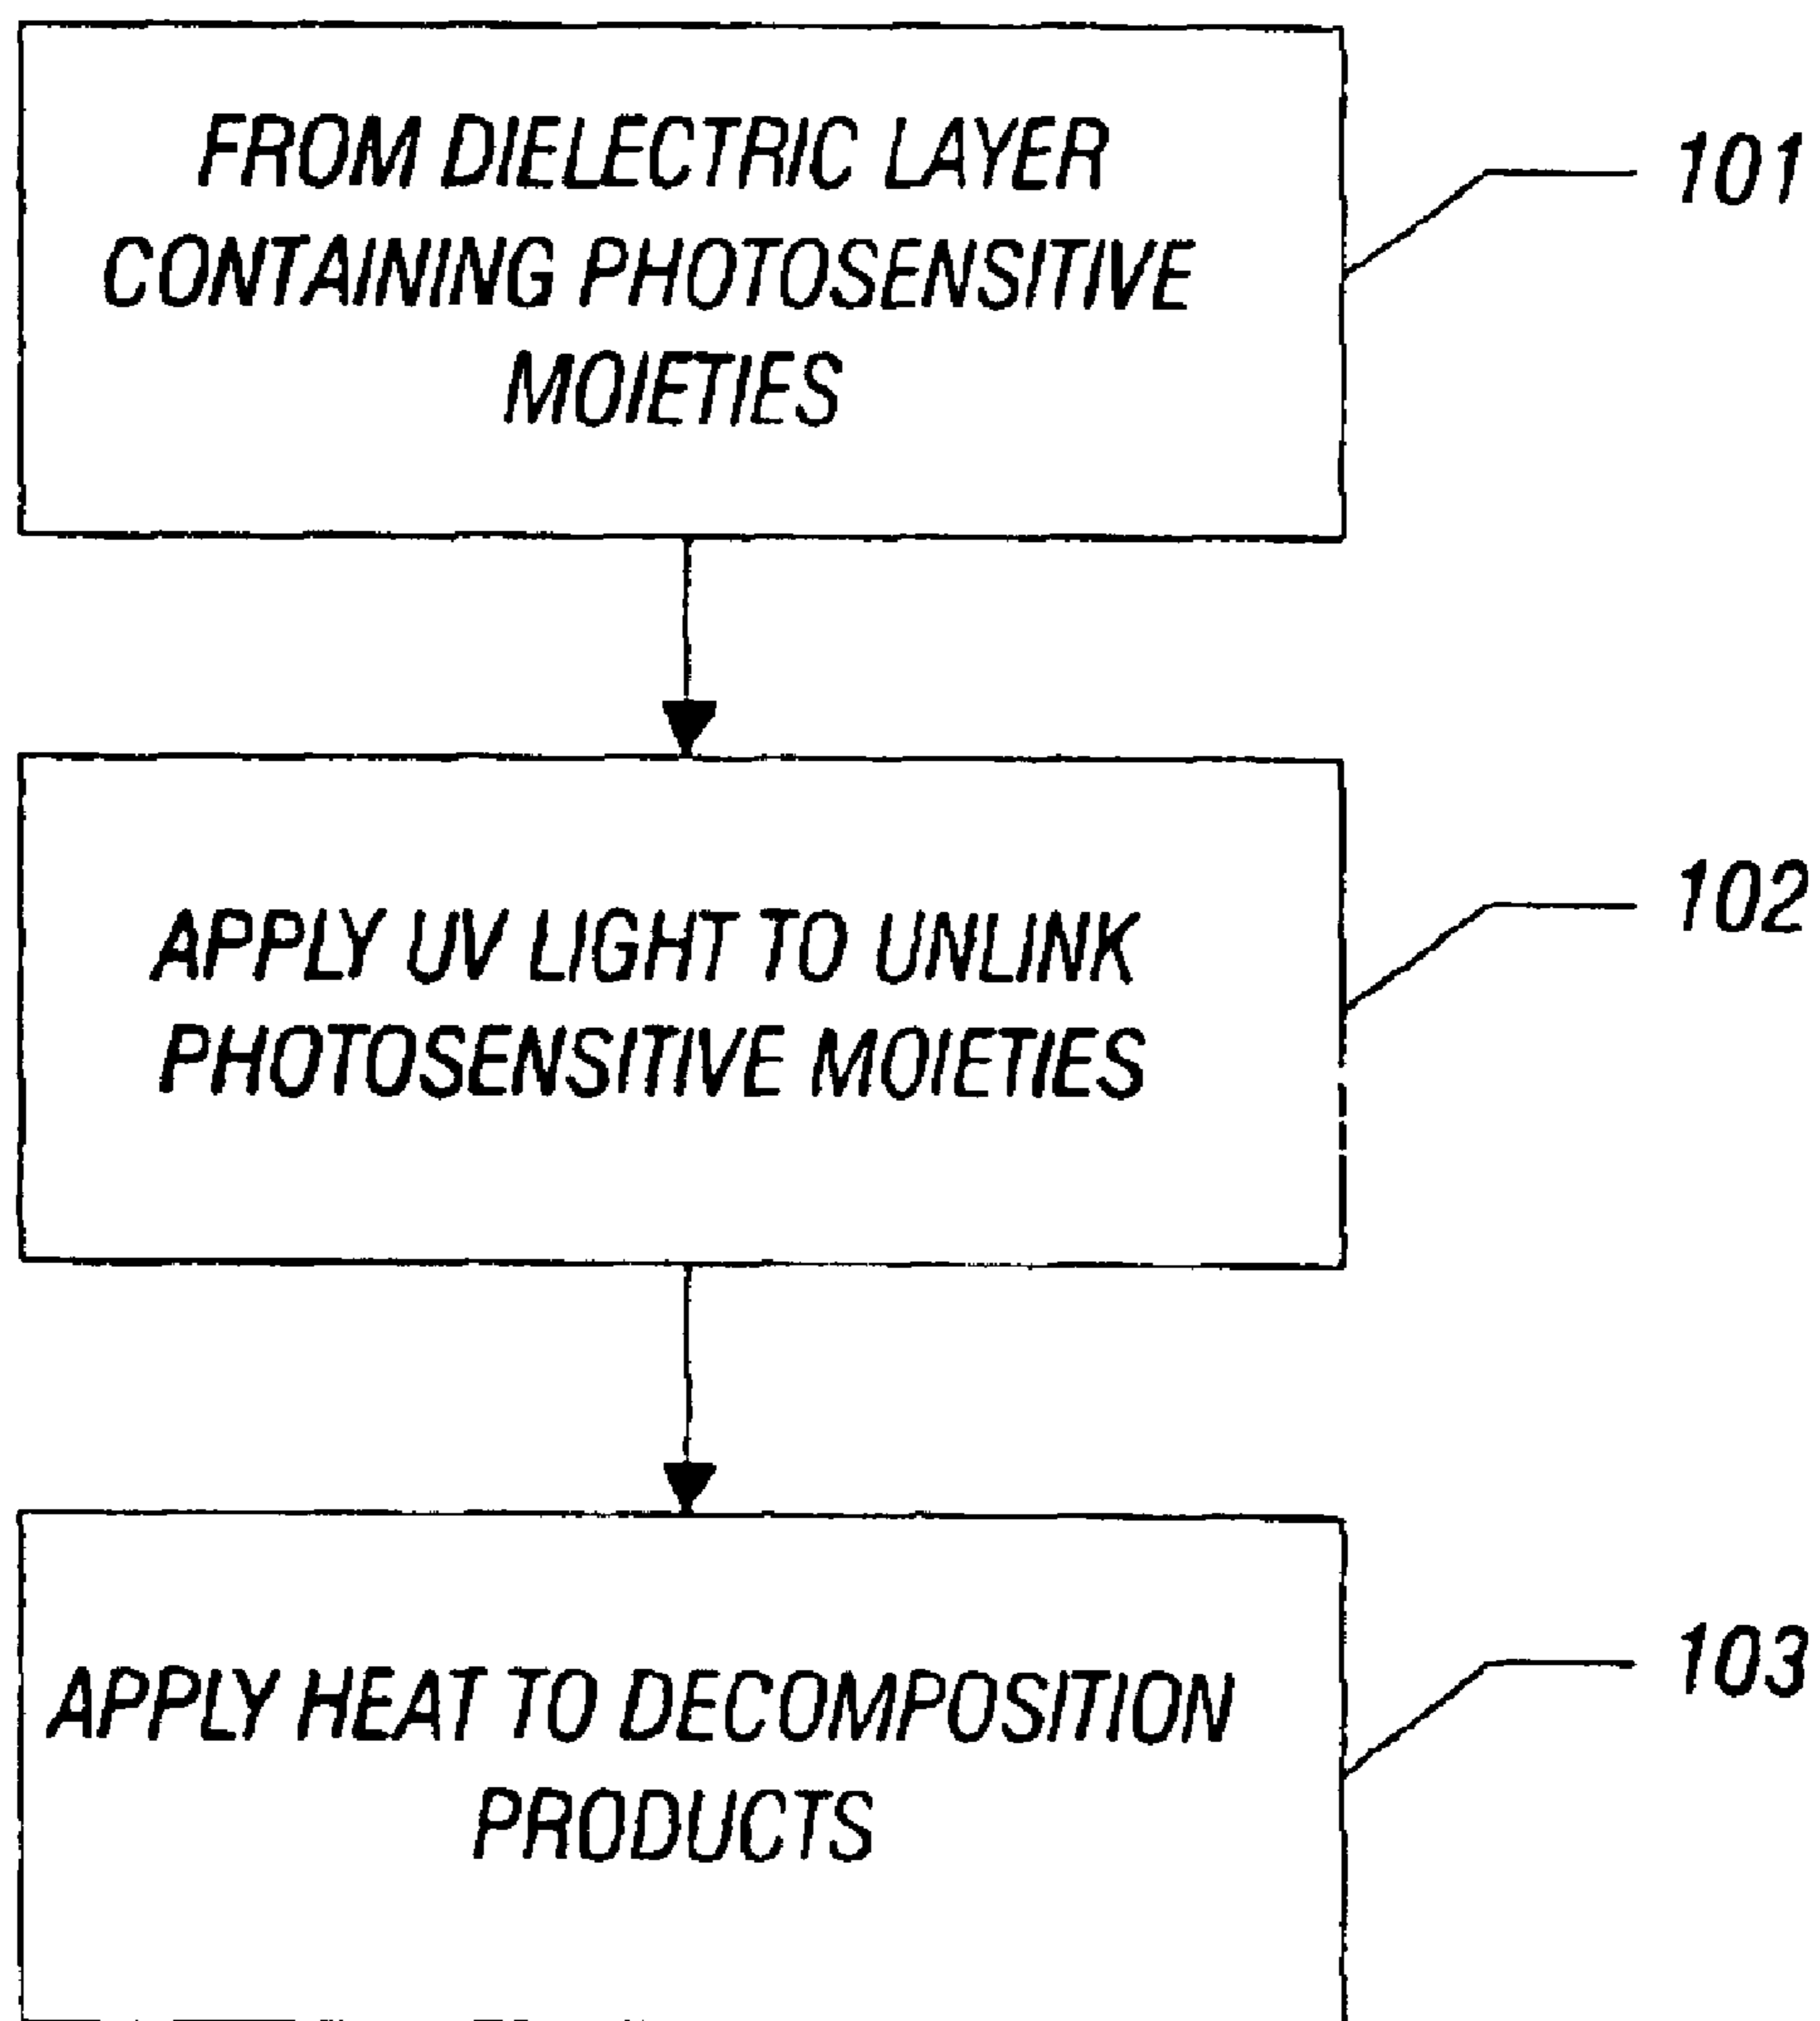 FROM DIELECTRIC LAYER
CONTAINING PHOTOSENSITIVE
MOIETIES
101
APPLY UV LIGHT TO UNLINK
PHOTOSENSITIVE MOIETIES
102
APPLY HEAT TO DECOMPOSITION
PRODUCTS
103